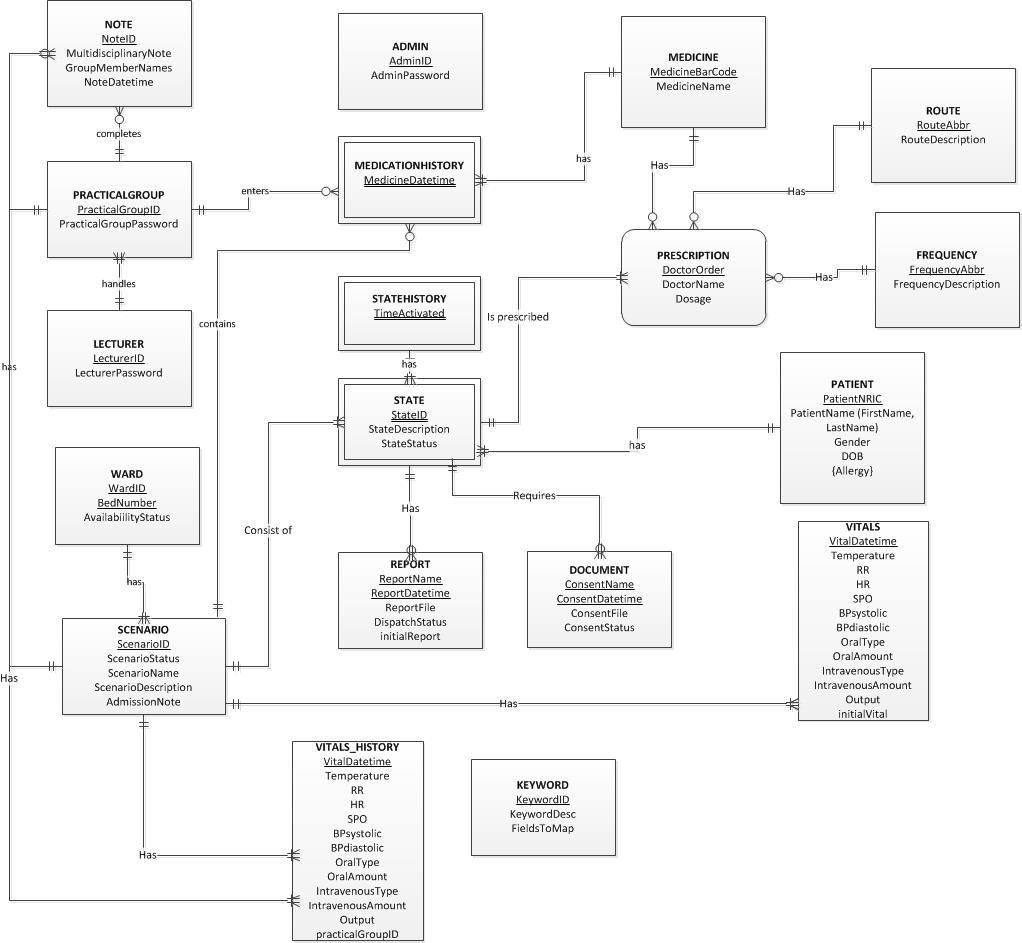 NOTE
NoteID
MultidisciplinaryNote
GroupMemberNames
NoteDatetime
completes
PRACTICALGROUP
PracticalGroupID
PracticalGroupPassword
handles
LECTURER
LecturerID
LecturerPassword
has
WARD
WardID
BedNumber
AvailabilityStatus
has
SCENARIO
ScenarioID
ScenarioStatus
ScenarioName
ScenarioDescription
AdmissionNote
Has
Has
ADMIN
AdminID
AdminPassword
enters
MEDICATIONHISTORY
MedicineDatetime
contains
STATEHISTORY
TimeActivated
has
STATE
StateID
StateDescription
StateStatus
Consist of
Has
Requires
REPORT
ReportName
ReportDatetime
ReportFile
DispatchStatus
initialReport
DOCUMENT
ConsentName
ConsentDatetime
ConsentFile
ConsentStatus
Has
VITALS_HISTORY
VitalDatetime
Temperature
RR
HR
SPO
BPsystolic
BPdiastolic
OralType
OralAmount
IntravenousType
IntravenousAmount
Output
practicalGroupID
KEYWORD
KeywordID
KeywordDesc
FieldsToMap
MEDICINE
MedicineBarCode
MedicineName
has
Has
Has
ROUTE
RouteAbbr
RouteDescription
PRESCRIPTION
DoctorOrder
DoctorName
Dosage
Has
FREQUENCY
FrequencyAbbr
FrequencyDescription
Is prescribed
has
PATIENT
PatientNRIC
PatientName (FirstName,
LastName)
Gender
DOB
{Allergy}
VITALS
VitalDatetime
Temperature
RR
HR
SPO
BPsystolic
BPdiastolic
OralType
OralAmount
IntravenousType
IntravenousAmount
Output
initialVital